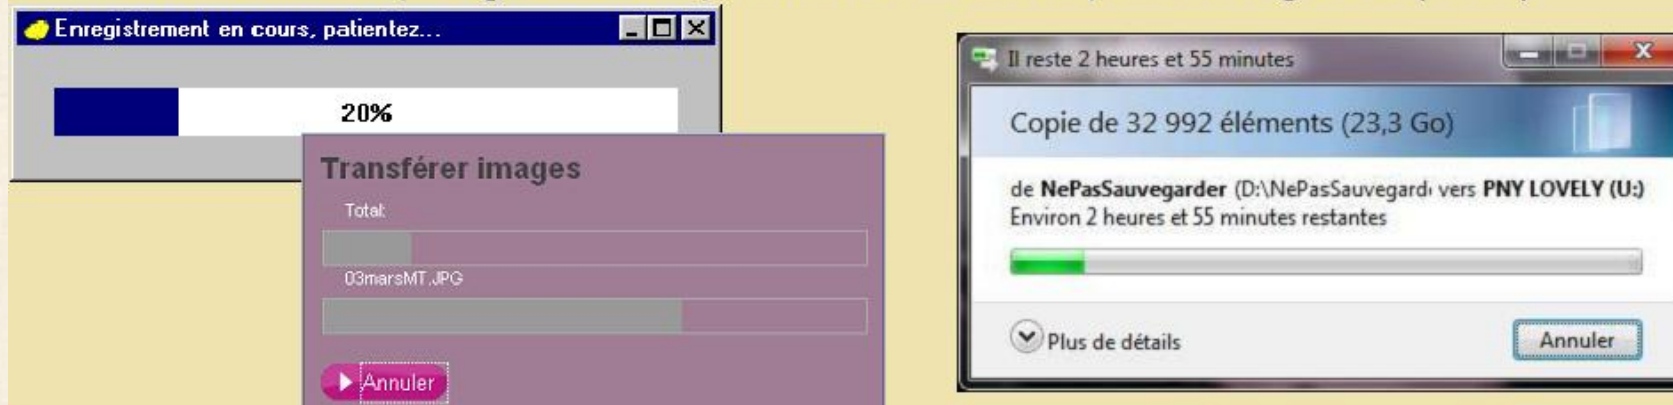 Enregistrement en cours, patientez...
20%
Transférer images
Total:
03marsMT.JPG
Annuler
Il reste 2 heures et 55 minutes
Copie de 32 992 éléments (23,3 Go)
de NePasSauvegarder (D:\NePasSauvegard vers PNY LOVELY (U:)
Environ 2 heures et 55 minutes restantes
Plus de détails
Annuler